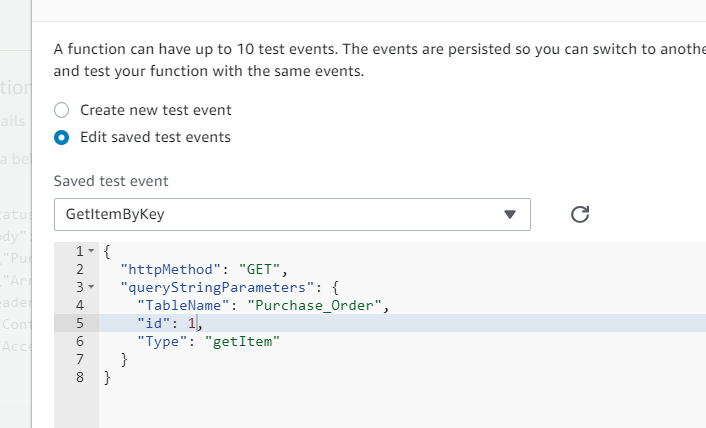 A function can have up to 10 test events. The events are persisted so you can switch to anothe
and test your function with the same events.
Create new test event
Edit saved test events
Saved test event
GetItemByKey
1 {
2 "httpMethod": "GET",
3 "queryStringParameters": {
4 "TableName": "Purchase_Order",
5 "id": 1,
6 "Type": "getItem"
7 }
8 }